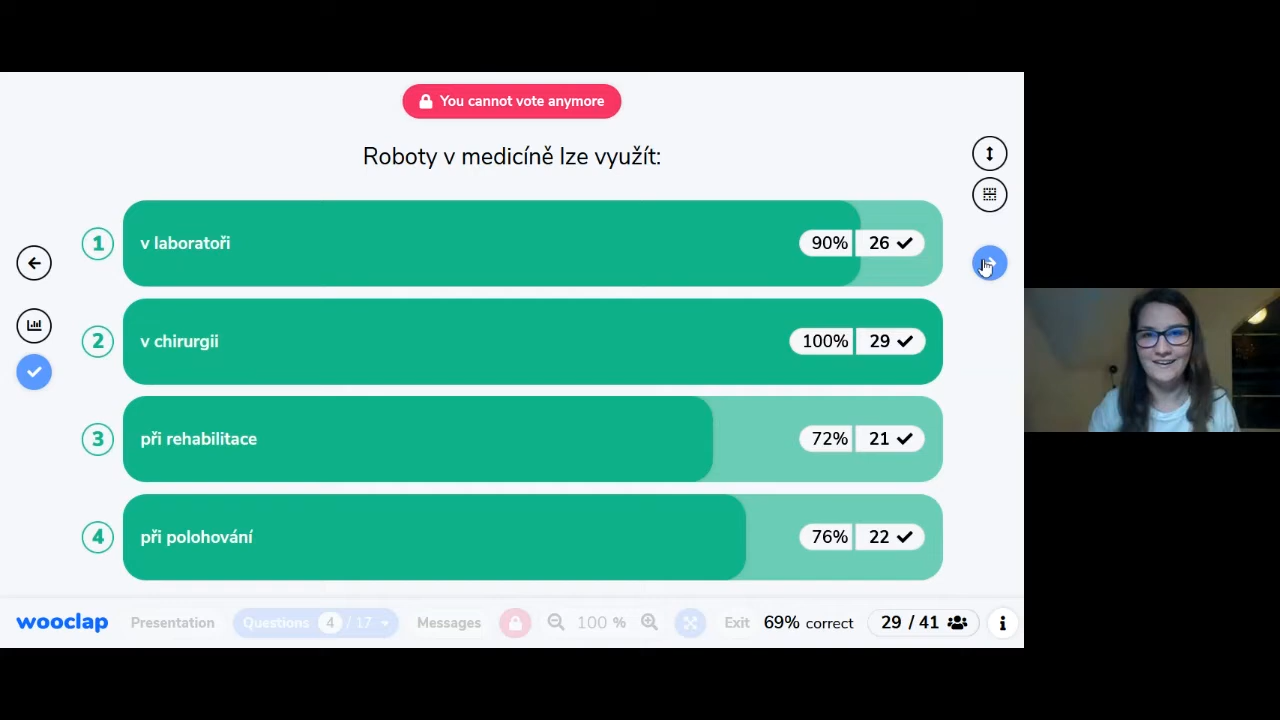 You cannot vote anymore
Roboty v medicíně lze využít:
1 v laboratoři 90% 26
2 v chirurgii 100% 29
3 při rehabilitace 72% 21
4 při polohování 76% 22
wooclap Presentation Questions 4 / 17 Messages 100 % Exit 69% correct 29 / 41